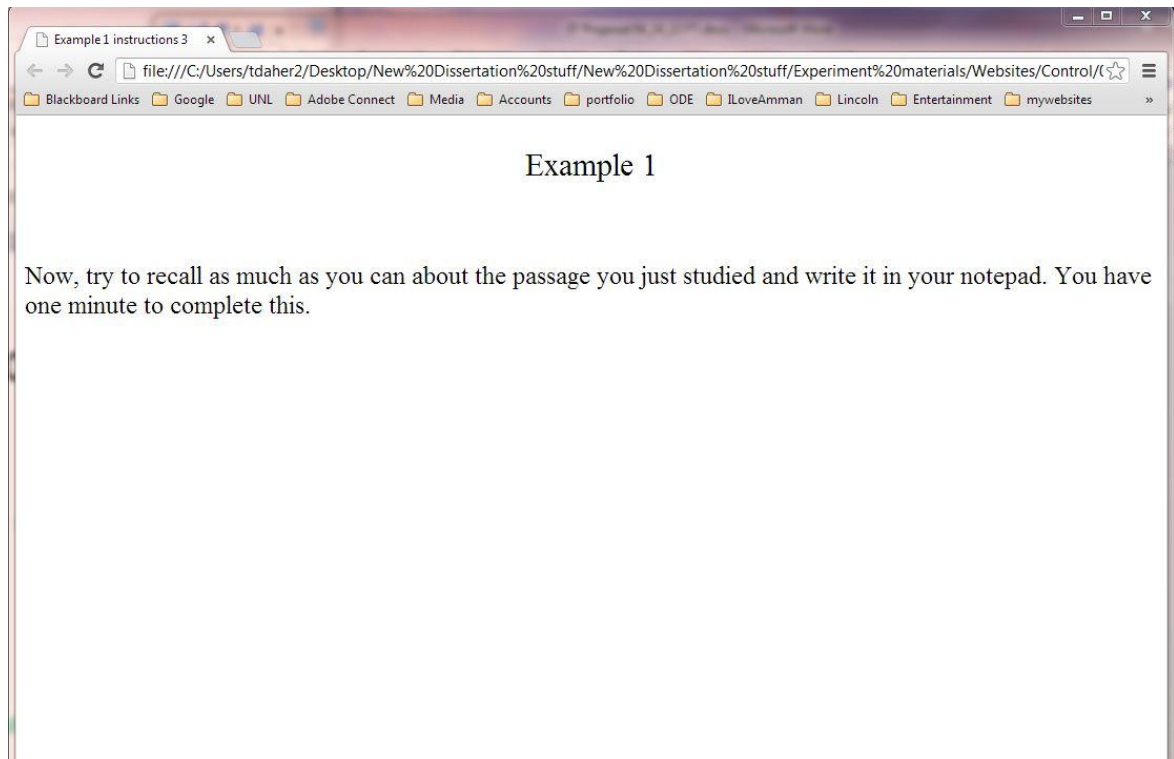 Example 1 instructions 3
file:///C:/Users/tdaher2/Desktop/New%20Dissertation%20stuff/New%20Dissertation%20stuff/Experiment%20materials/Websites/Control/(
Blackboard Links Google UNL Adobe Connect Media Accounts portfolio ODE ILoveAmman Lincoln Entertainment mywebsites »
Example 1
Now, try to recall as much as you can about the passage you just studied and write it in your notepad. You have
one minute to complete this.